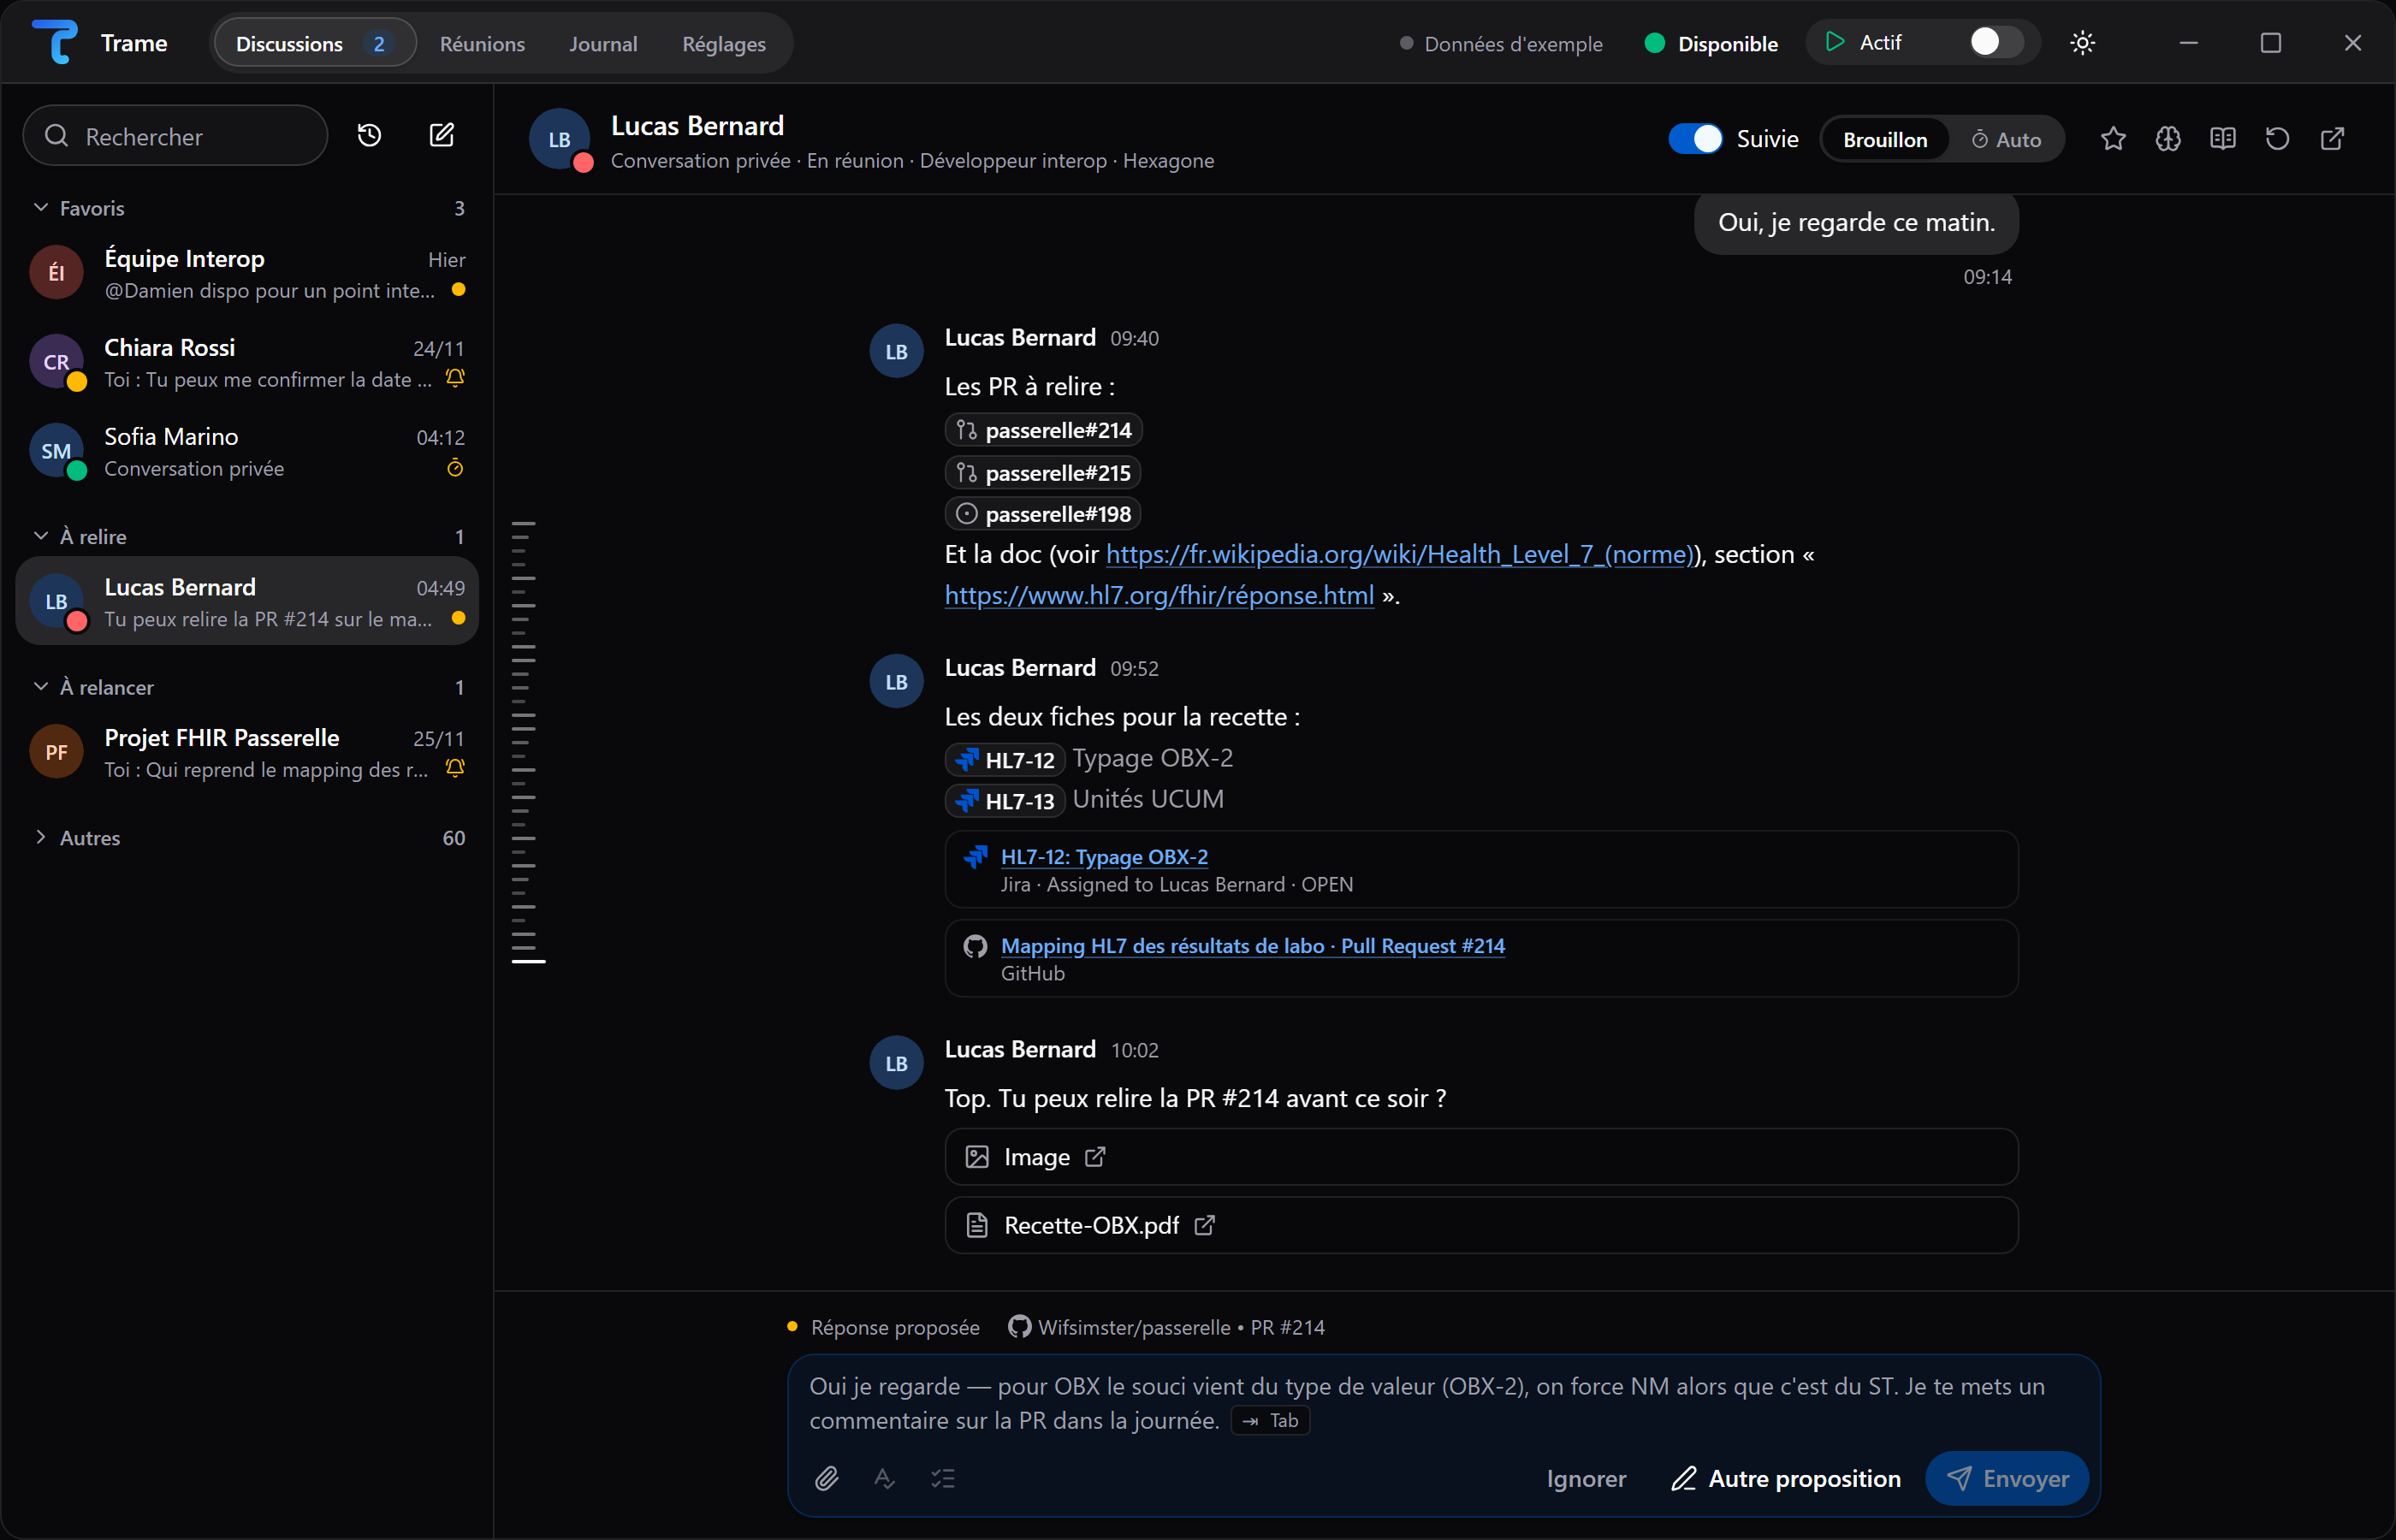 Trame
Discussions 2
Réunions
Journal
Réglages
Données d'exemple
Disponible
Actif
Rechercher
Favoris 3
ÉI
Équipe Interop Hier
@Damien dispo pour un point inte...
CR
Chiara Rossi 24/11
Toi : Tu peux me confirmer la date ...
SM
Sofia Marino 04:12
Conversation privée
À relire 1
LB
Lucas Bernard 04:49
Tu peux relire la PR #214 sur le ma...
À relancer 1
PF
Projet FHIR Passerelle 25/11
Toi : Qui reprend le mapping des r...
Autres 60
LB
Lucas Bernard
Conversation privée · En réunion · Développeur interop · Hexagone
Suivie
Brouillon
Auto
Oui, je regarde ce matin.
09:14
LB
Lucas Bernard 09:40
Les PR à relire :
passerelle#214
passerelle#215
passerelle#198
Et la doc (voir https://fr.wikipedia.org/wiki/Health_Level_7_(norme)), section «
https://www.hl7.org/fhir/réponse.html ».
LB
Lucas Bernard 09:52
Les deux fiches pour la recette :
HL7-12 Typage OBX-2
HL7-13 Unités UCUM
HL7-12: Typage OBX-2
Jira · Assigned to Lucas Bernard · OPEN
Mapping HL7 des résultats de labo · Pull Request #214
GitHub
LB
Lucas Bernard 10:02
Top. Tu peux relire la PR #214 avant ce soir ?
Image
Recette-OBX.pdf
Réponse proposée
Wifsimster/passerelle • PR #214
Oui je regarde — pour OBX le souci vient du type de valeur (OBX-2), on force NM alors que c'est du ST. Je te mets un
commentaire sur la PR dans la journée. ⇥ Tab
Ignorer
Autre proposition
Envoyer